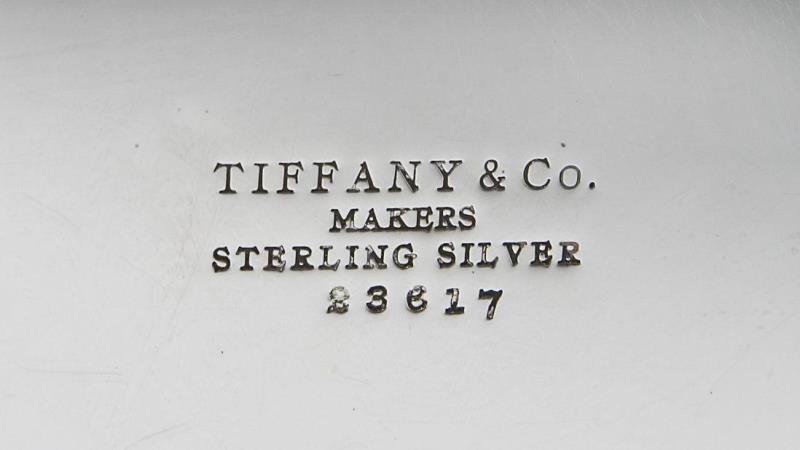 TIFFANY & Co.
MAKERS
STERLING SILVER
23617